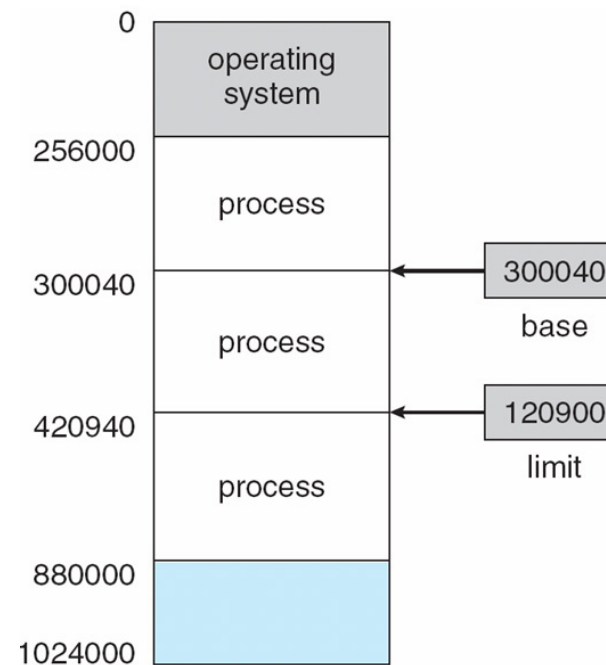 0
operating
system
256000
process
300040
300040
base
process
420940
120900
limit
process
880000
1024000